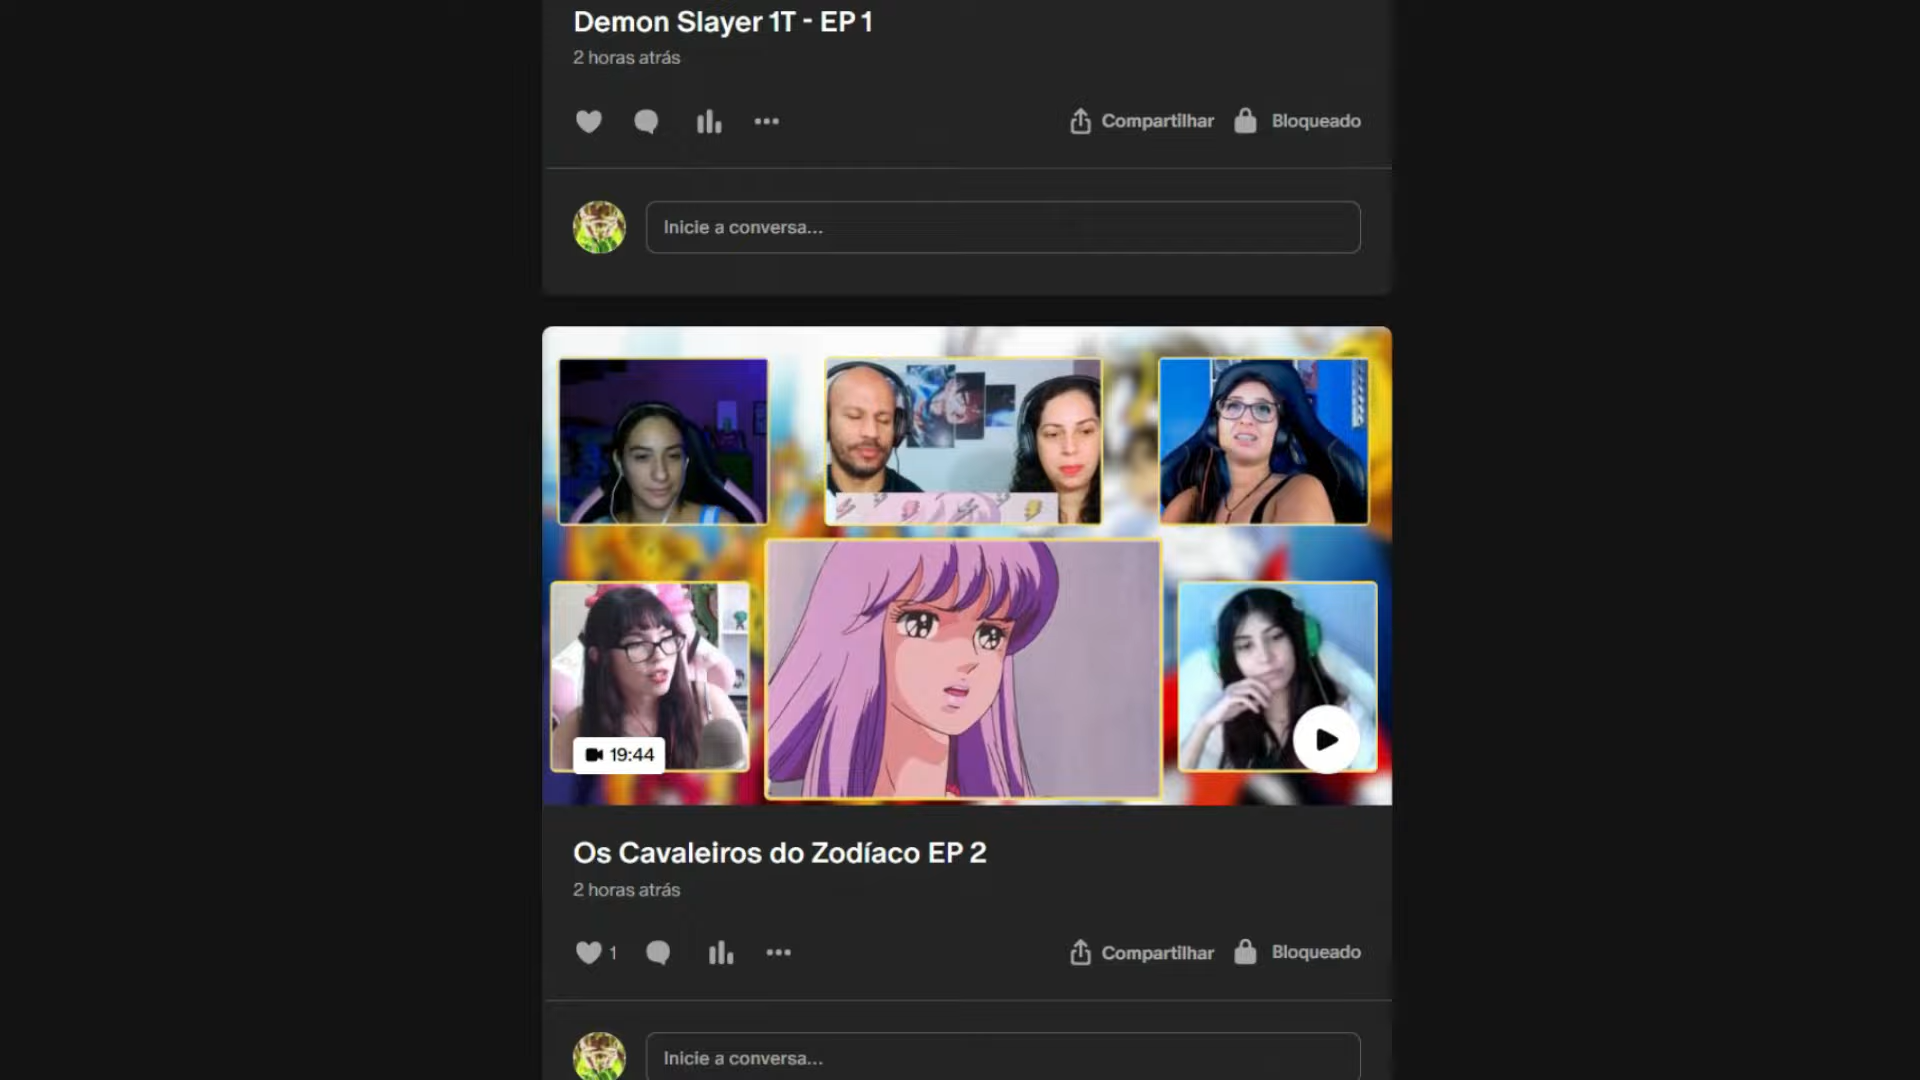 Demon Slayer 1T - EP 1
2 horas atrás
Compartilhar
Bloqueado
Inicie a conversa...
19:44
Os Cavaleiros do Zodíaco EP 2
2 horas atrás
1
Compartilhar
Bloqueado
Inicie a conversa...